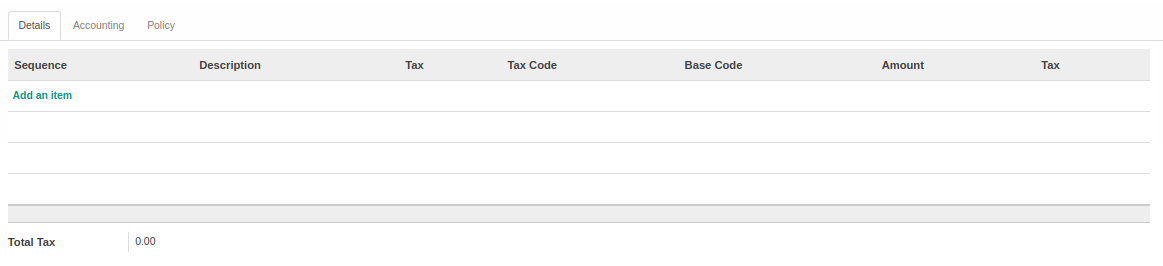 Details Accounting Policy
Sequence Description Tax Tax Code Base Code Amount Tax
Add an item
Total Tax 0.00